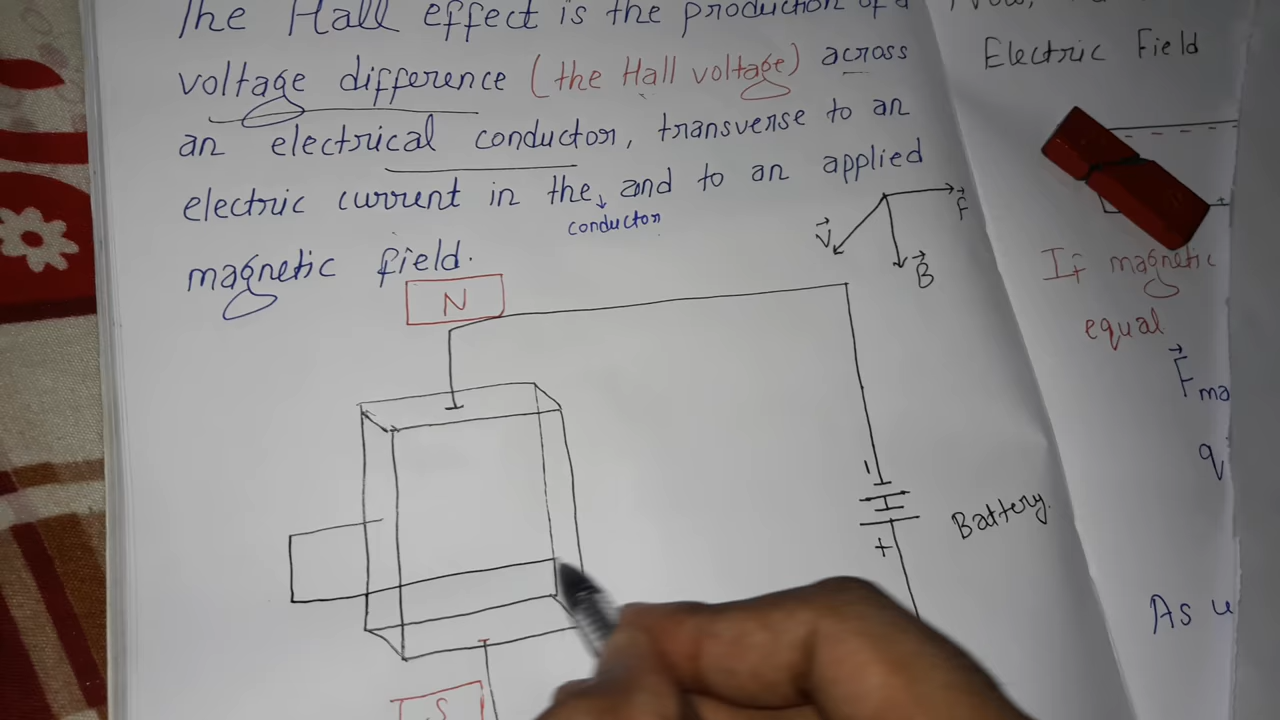 The Hall effect is the production of a
voltage difference (the Hall voltage) across
an electrical conductor, transverse to an
electric current in the, and to an applied
conductor
magnetic field.
V
F
B
N
I
+
Battery
S
Electric Field
- - - -
+
If magnetic
equal
F
q
As